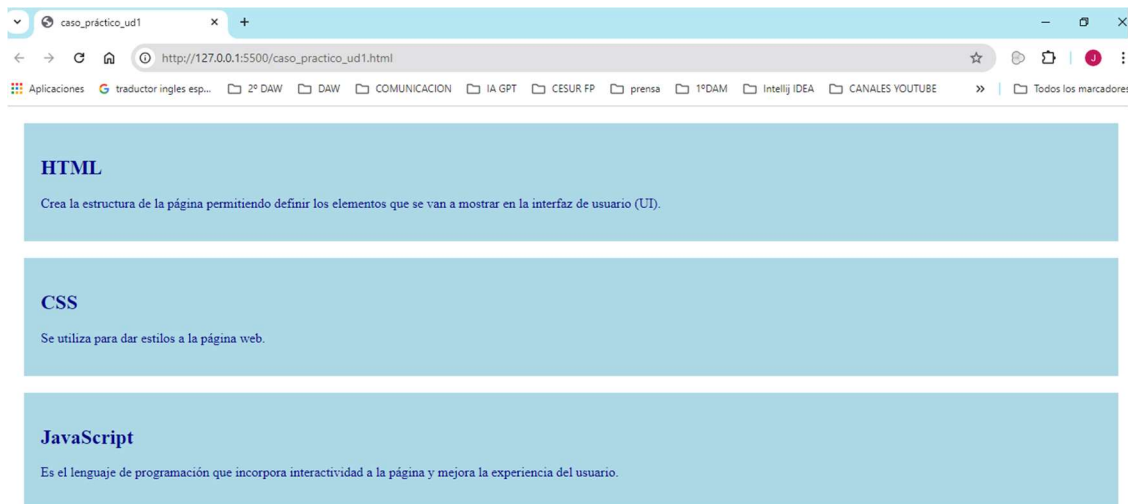 caso_práctico_ud1
http://127.0.0.1:5500/caso_practico_ud1.html
J
Aplicaciones G traductor ingles esp... 2º DAW DAW COMUNICACION IA GPT CESUR FP prensa 1ºDAM Intellij IDEA CANALES YOUTUBE » Todos los marcadores
HTML
Crea la estructura de la página permitiendo definir los elementos que se van a mostrar en la interfaz de usuario (UI).
CSS
Se utiliza para dar estilos a la página web.
JavaScript
Es el lenguaje de programación que incorpora interactividad a la página y mejora la experiencia del usuario.